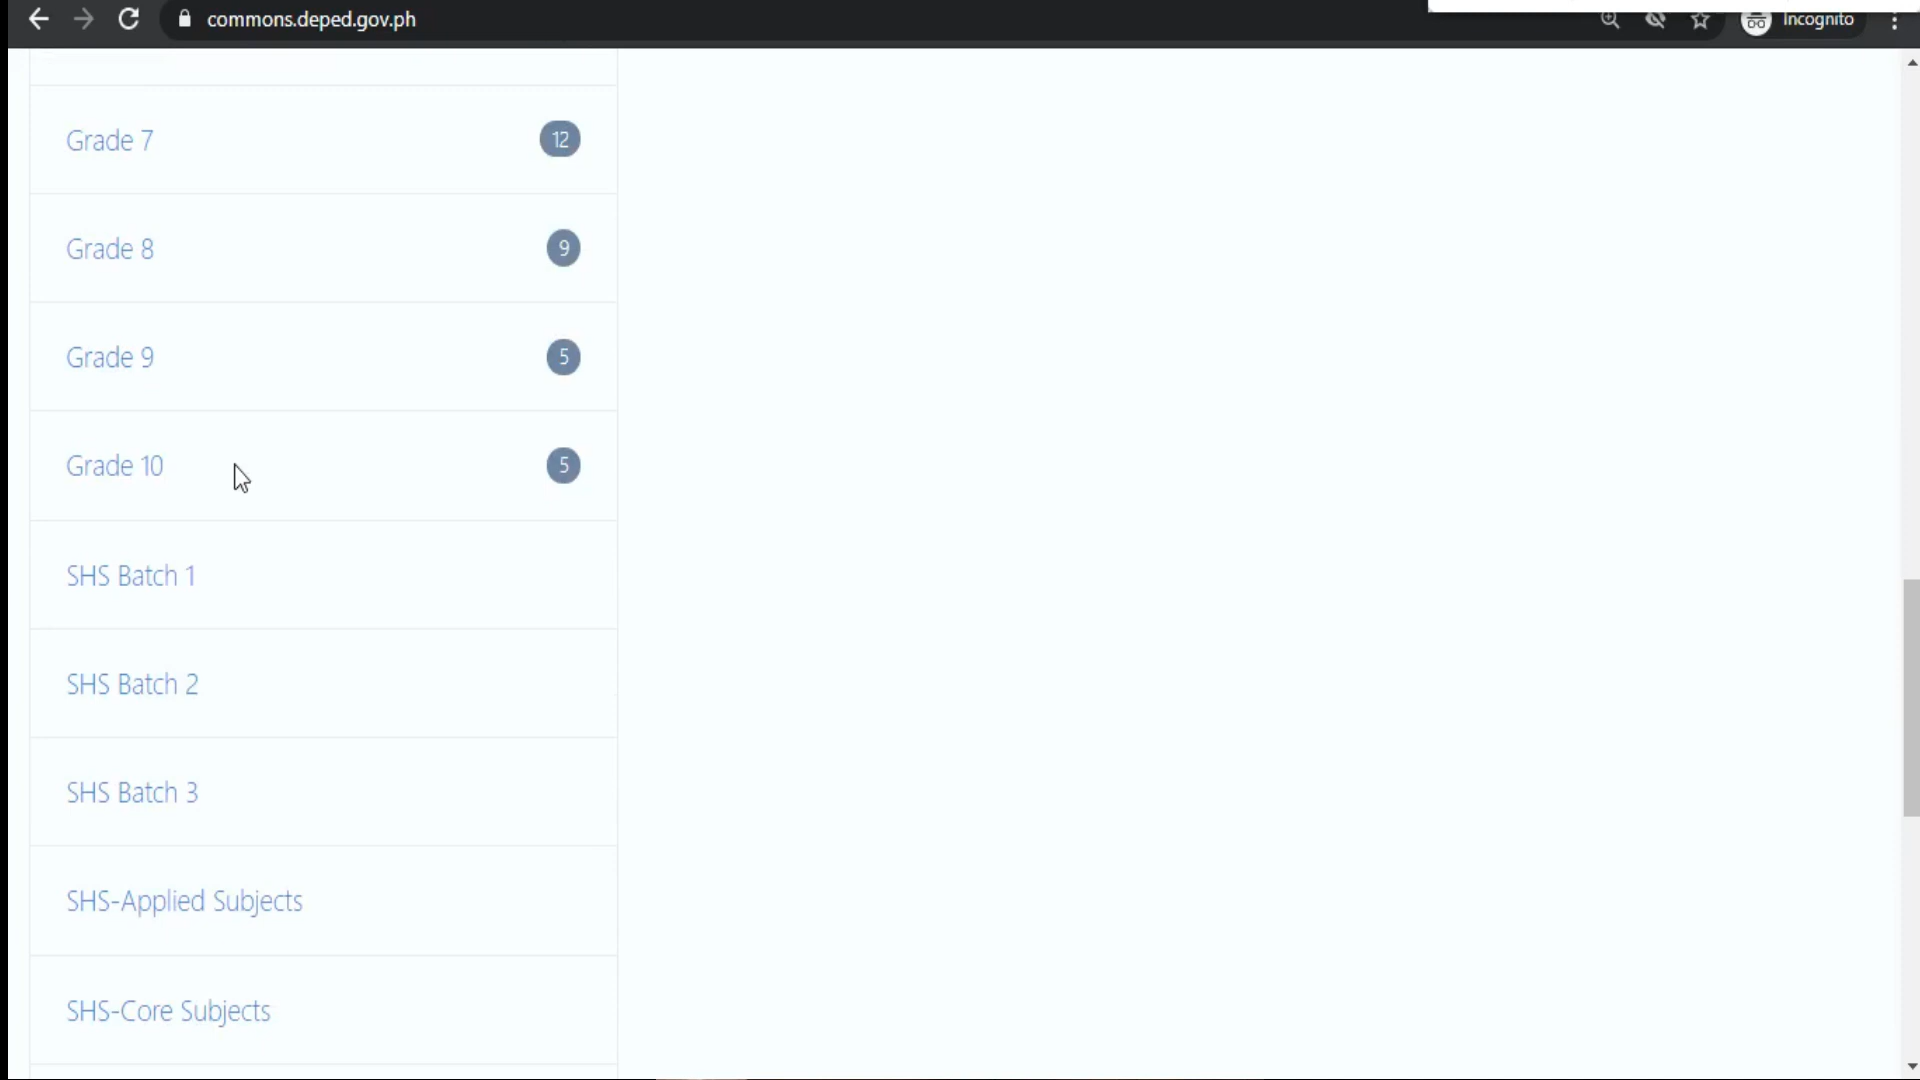 commons.deped.gov.ph
Incognito
Grade 7
12
Grade 8
9
Grade 9
5
Grade 10
5
SHS Batch 1
SHS Batch 2
SHS Batch 3
SHS-Applied Subjects
SHS-Core Subjects